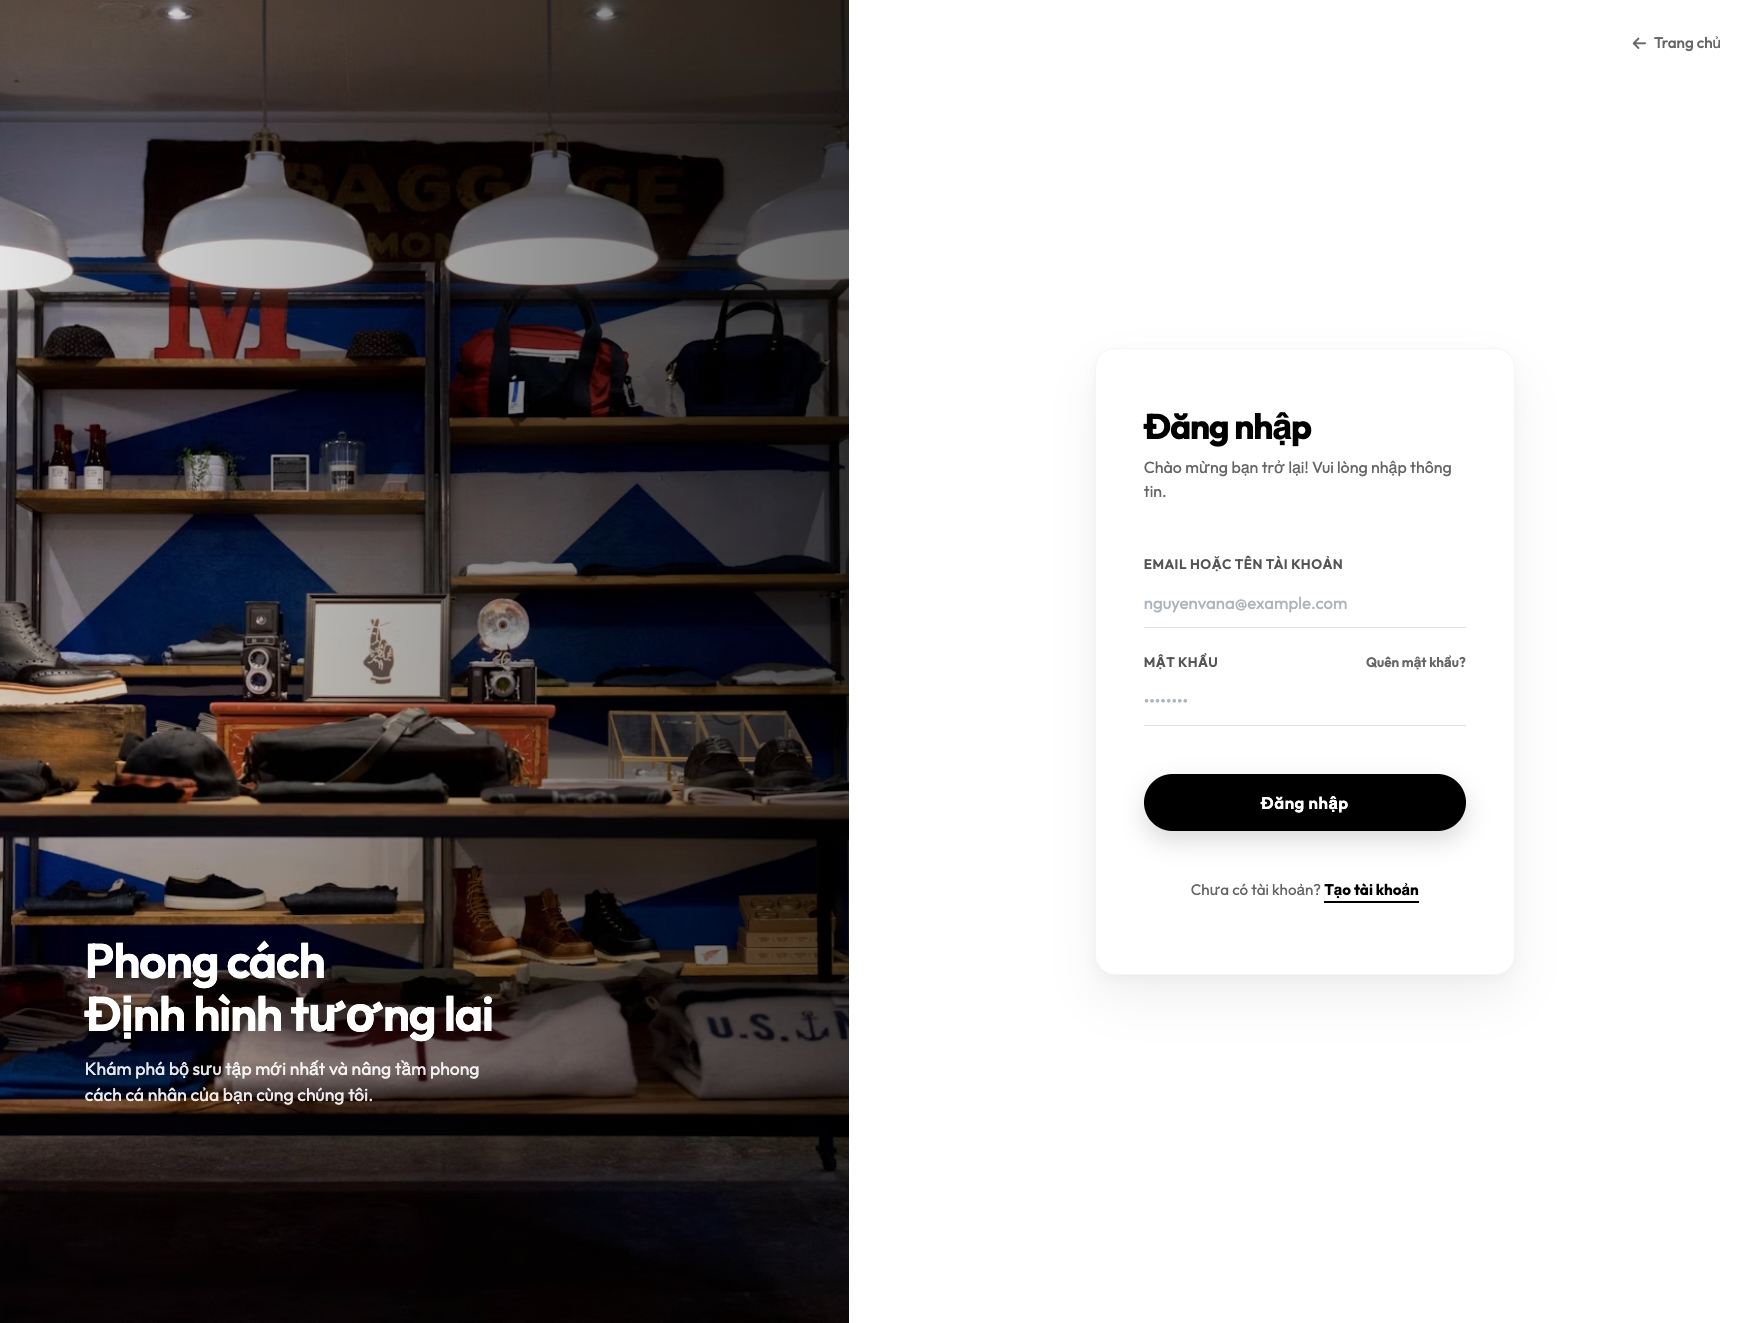 ← Trang chủ
BAGGAGE
M
U.S.
Phong cách
Định hình tương lai
Khám phá bộ sưu tập mới nhất và nâng tầm phong
cách cá nhân của bạn cùng chúng tôi.
Đăng nhập
Chào mừng bạn trở lại! Vui lòng nhập thông
tin.
EMAIL HOẶC TÊN TÀI KHOẢN
nguyenvana@example.com
MẬT KHẨU
Quên mật khẩu?
••••••••
Đăng nhập
Chưa có tài khoản? Tạo tài khoản